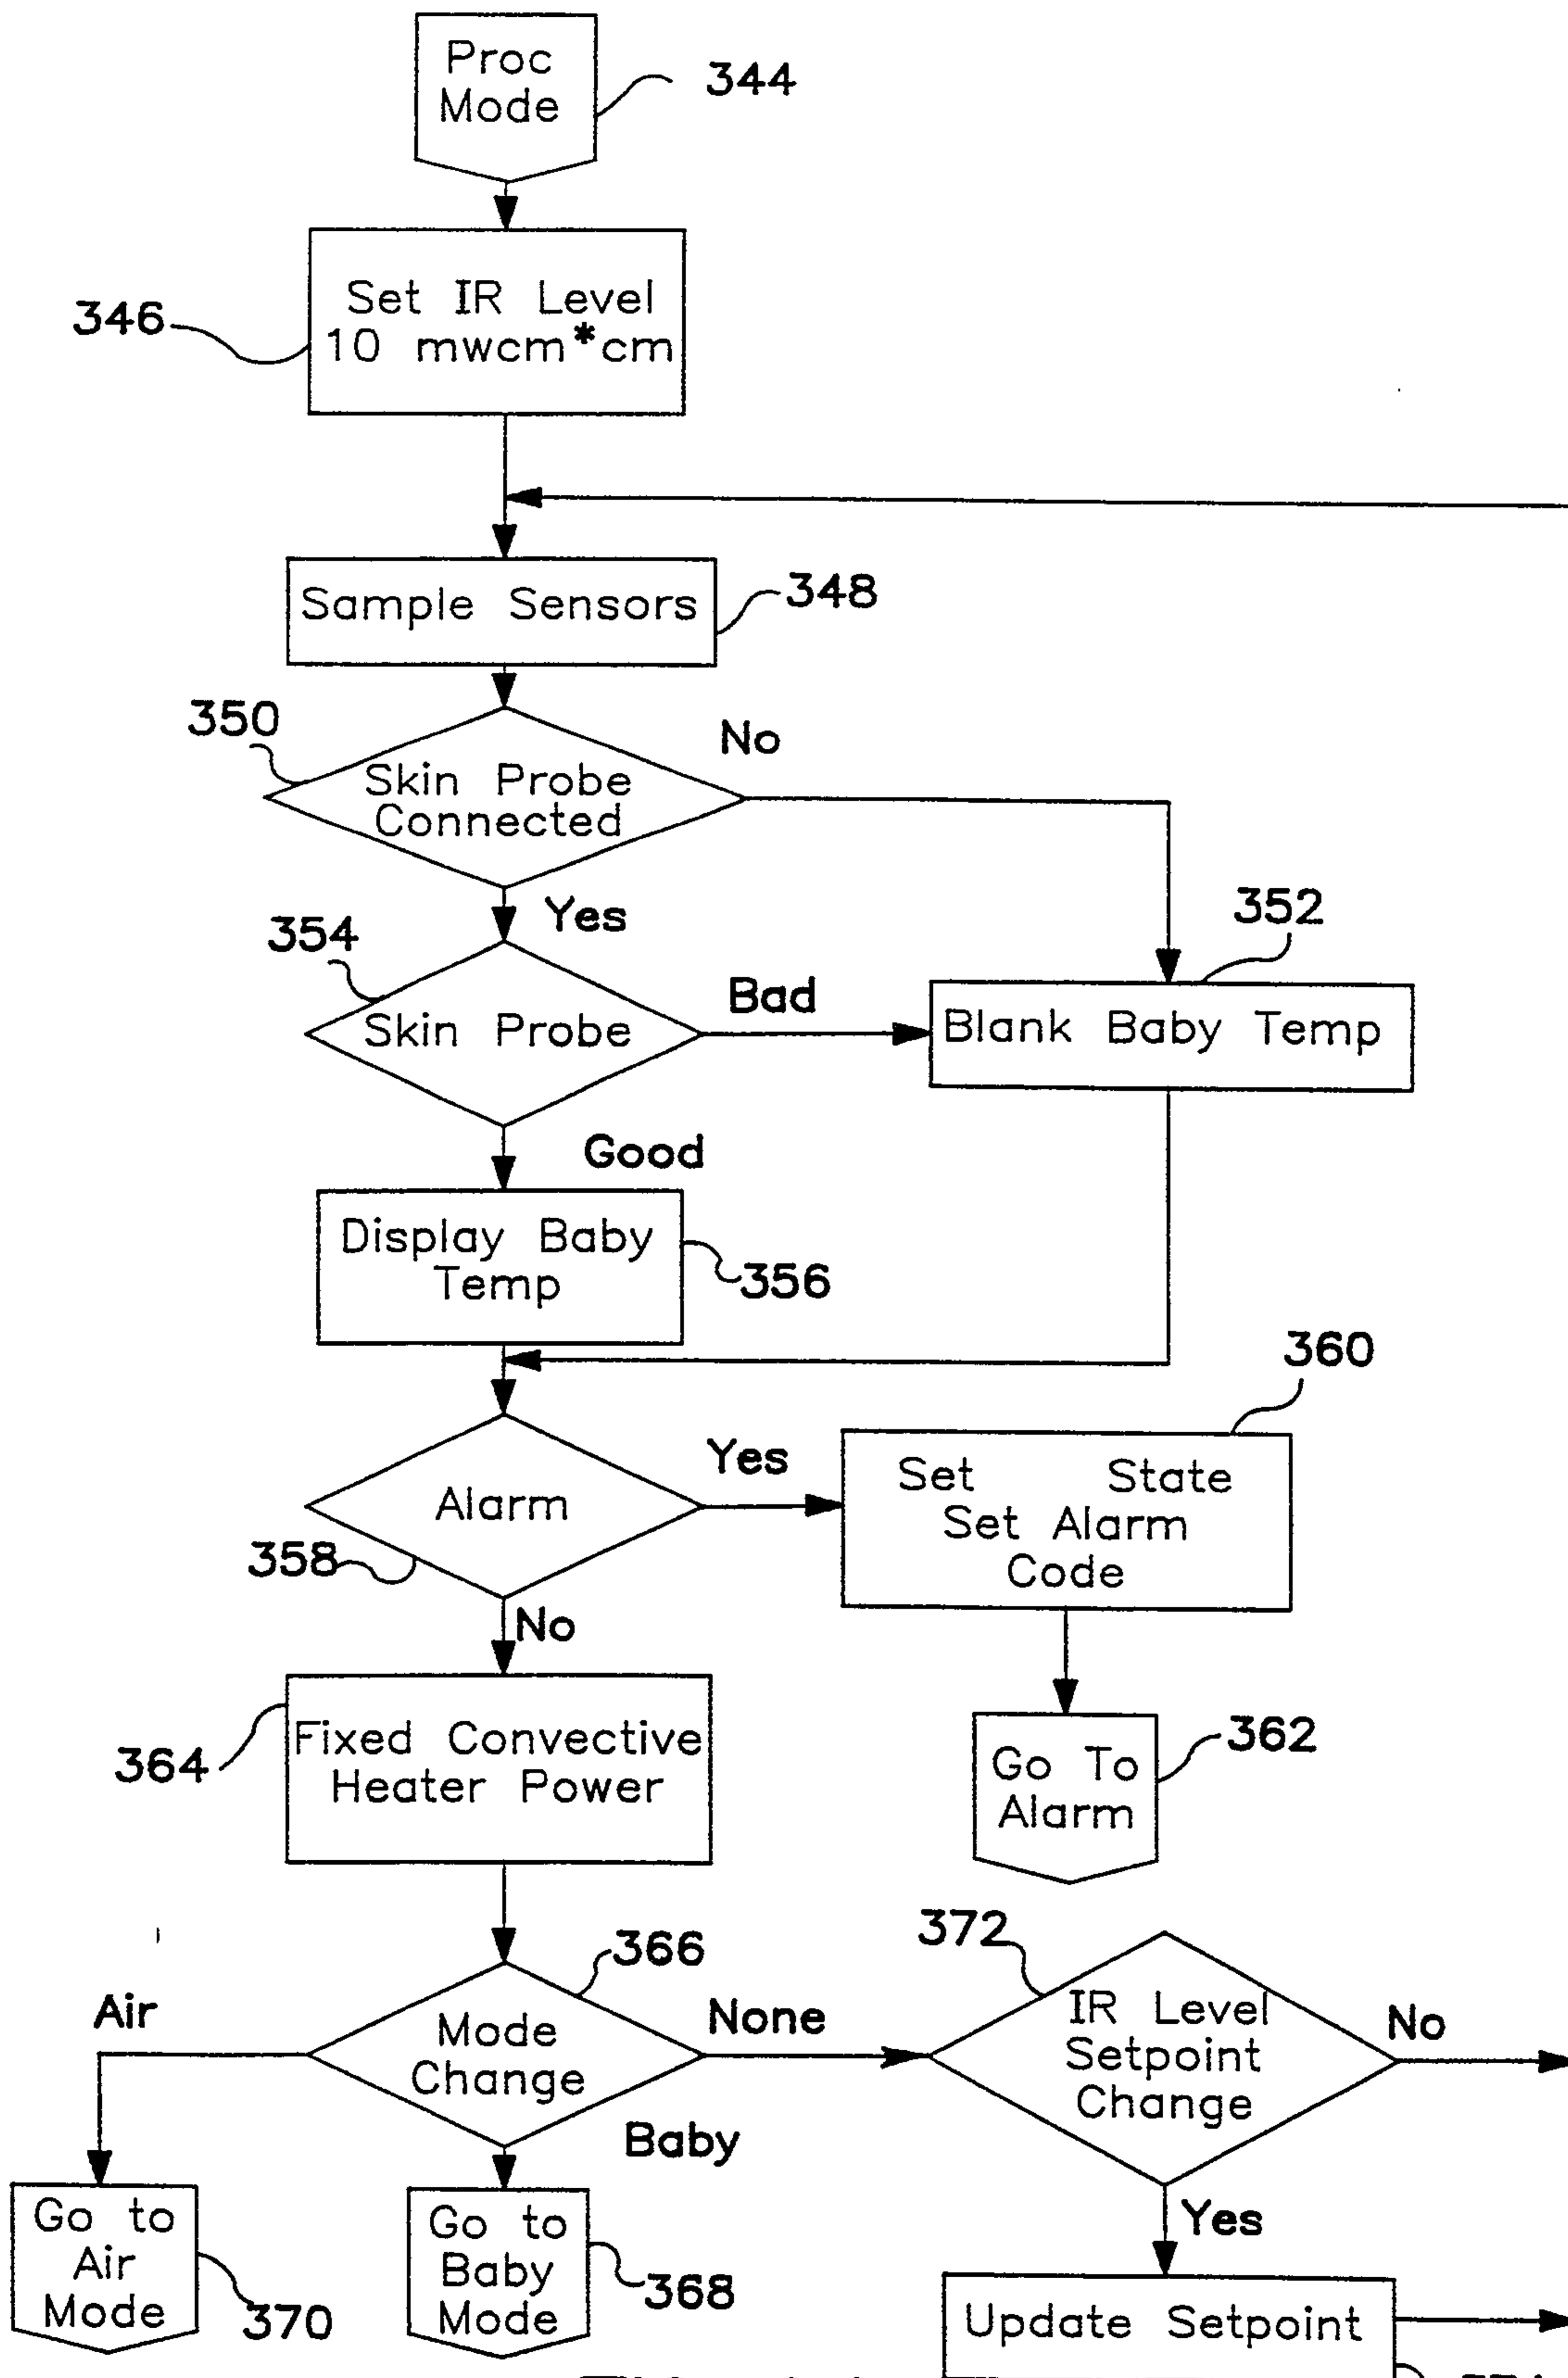 Proc
Mode
344
Set IR Level
10 mwcm*cm
346
Sample Sensors
348
350
Skin Probe
Connected
No
Yes
352
354
Skin Probe
Bad
Blank Baby Temp
Good
Display Baby
Temp
356
360
Alarm
Yes
Set State
Set Alarm
Code
358
No
Fixed Convective
Heater Power
364
Go To
Alarm
362
366
372
Air
Mode
Change
None
IR Level
Setpoint
Change
No
Baby
Yes
Go to
Air
Mode
370
Go to
Baby
Mode
368
Update Setpoint